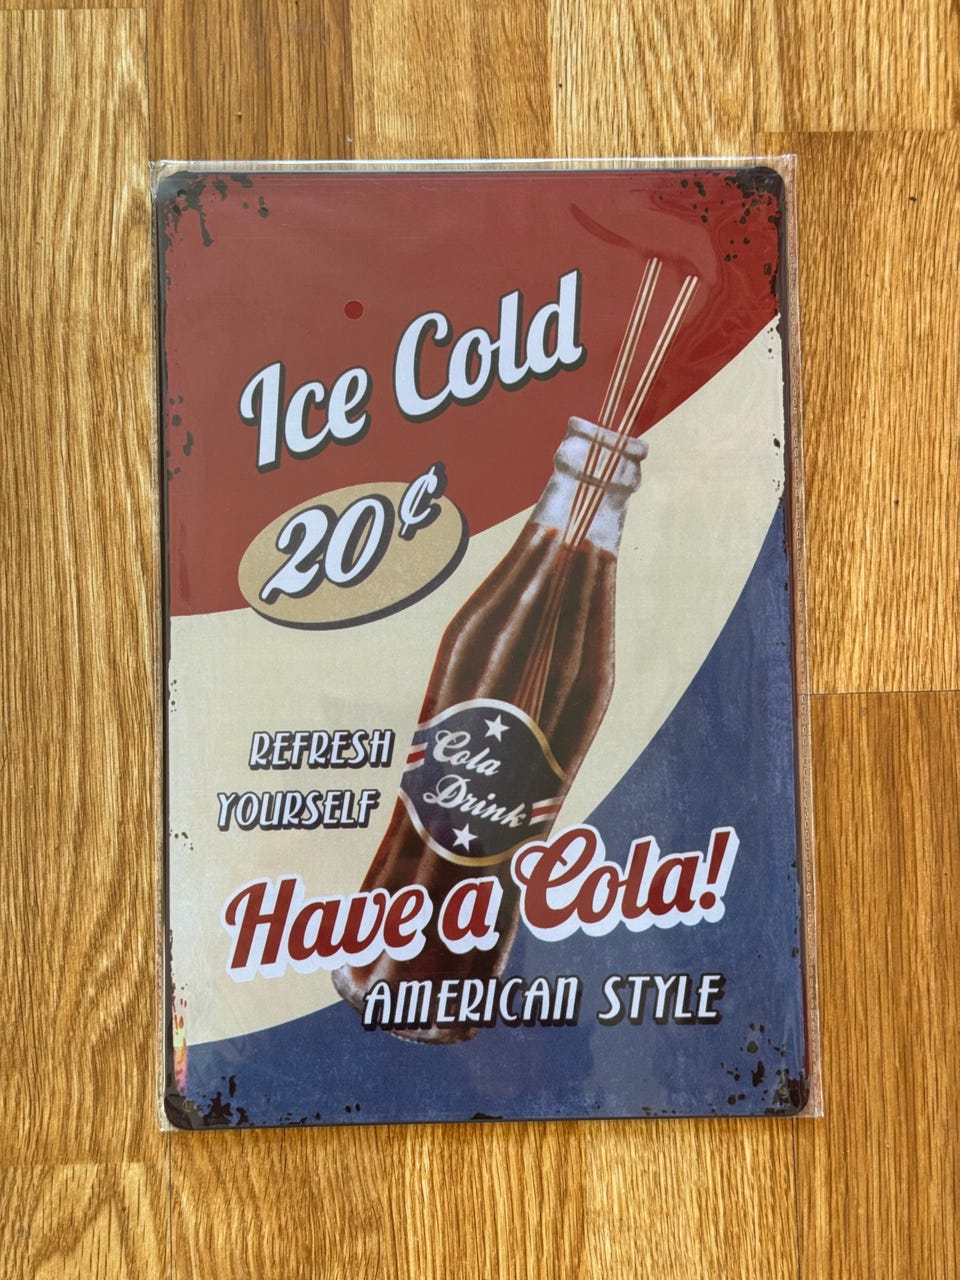 Ice Cold
20¢
REFRESH
YOURSELF
Cola
Drink
Have a Cola!
AMERICAN STYLE